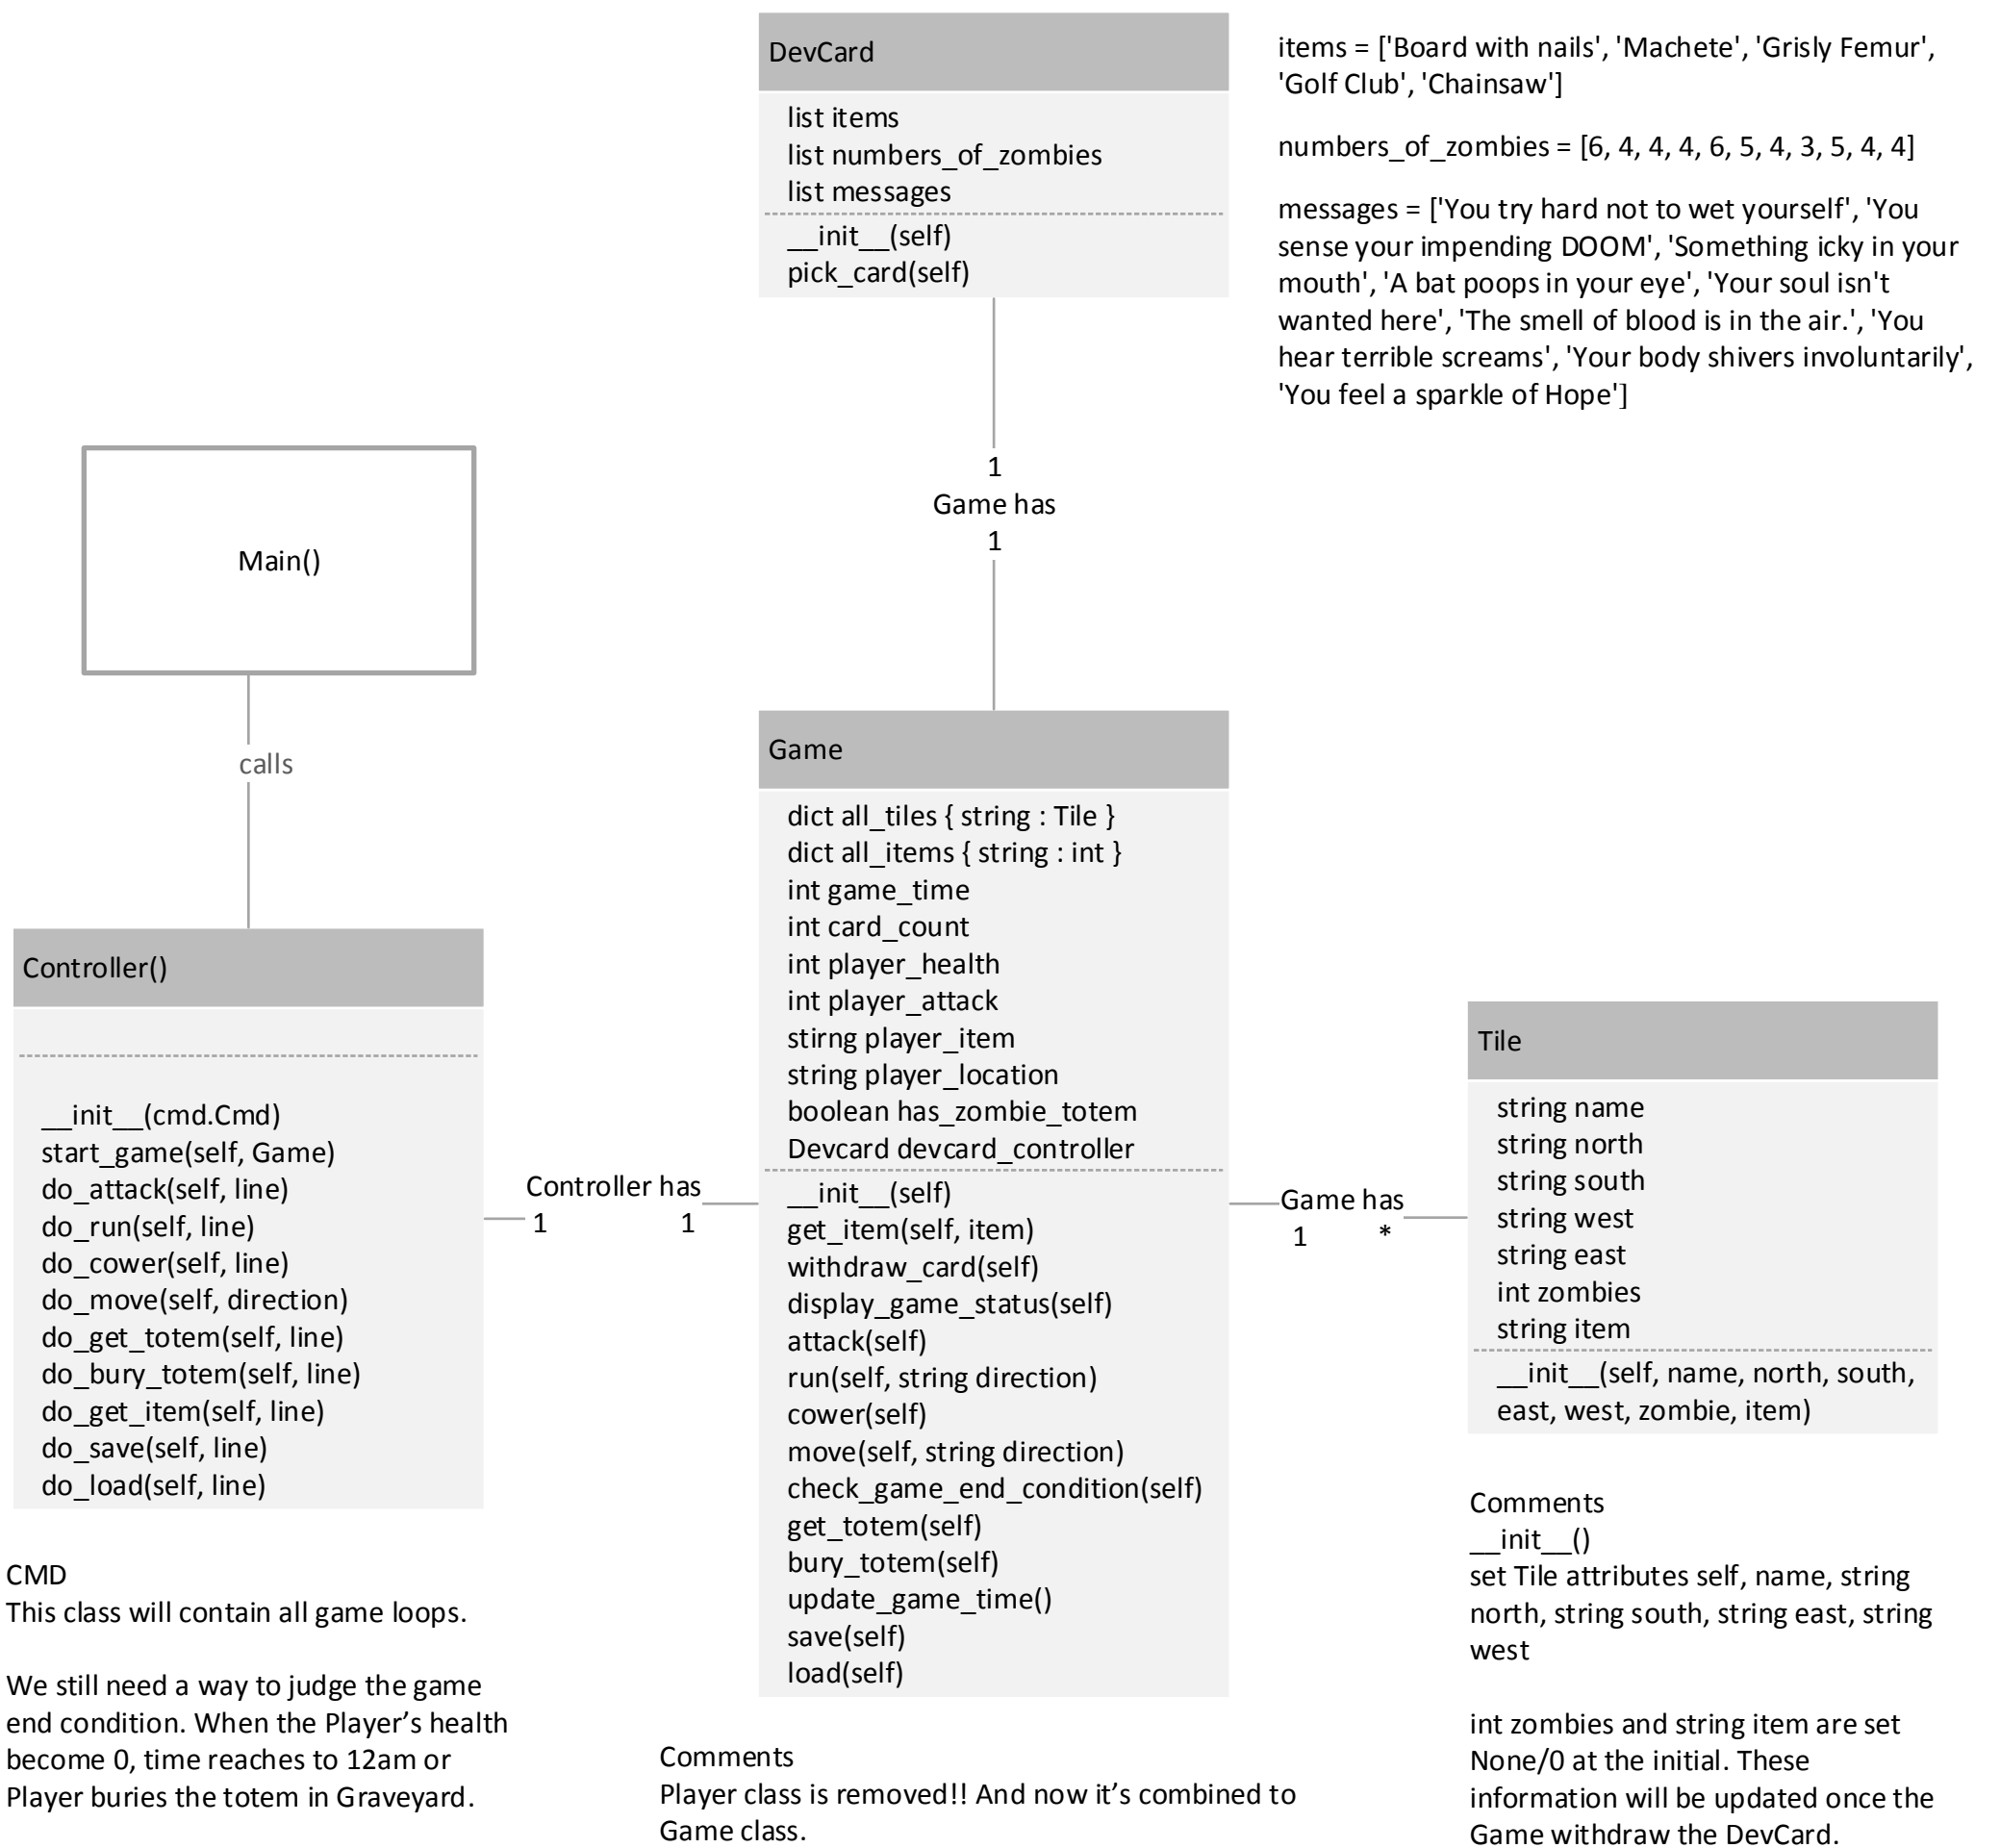 DevCard
list items
list numbers_of_zombies
list messages
__init__(self)
pick_card(self)
items = ['Board with nails', 'Machete', 'Grisly Femur',
'Golf Club', 'Chainsaw']
numbers_of_zombies = [6, 4, 4, 4, 6, 5, 4, 3, 5, 4, 4]
messages = ['You try hard not to wet yourself', 'You
sense your impending DOOM', 'Something icky in your
mouth', 'A bat poops in your eye', 'Your soul isn't
wanted here', 'The smell of blood is in the air.', 'You
hear terrible screams', 'Your body shivers involuntarily',
'You feel a sparkle of Hope']
1
Game has
1
Main()
calls
Controller()
__init__(cmd.Cmd)
start_game(self, Game)
do_attack(self, line)
do_run(self, line)
do_cower(self, line)
do_move(self, direction)
do_get_totem(self, line)
do_bury_totem(self, line)
do_get_item(self, line)
do_save(self, line)
do_load(self, line)
CMD
This class will contain all game loops.
We still need a way to judge the game
end condition. When the Player’s health
become 0, time reaches to 12am or
Player buries the totem in Graveyard.
Controller has
1 1
Game
dict all_tiles { string : Tile }
dict all_items { string : int }
int game_time
int card_count
int player_health
int player_attack
stirng player_item
string player_location
boolean has_zombie_totem
Devcard devcard_controller
__init__(self)
get_item(self, item)
withdraw_card(self)
display_game_status(self)
attack(self)
run(self, string direction)
cower(self)
move(self, string direction)
check_game_end_condition(self)
get_totem(self)
bury_totem(self)
update_game_time()
save(self)
load(self)
Comments
Player class is removed!! And now it’s combined to
Game class.
Game has
1 *
Tile
string name
string north
string south
string west
string east
int zombies
string item
__init__(self, name, north, south,
east, west, zombie, item)
Comments
__init__()
set Tile attributes self, name, string
north, string south, string east, string
west
int zombies and string item are set
None/0 at the initial. These
information will be updated once the
Game withdraw the DevCard.